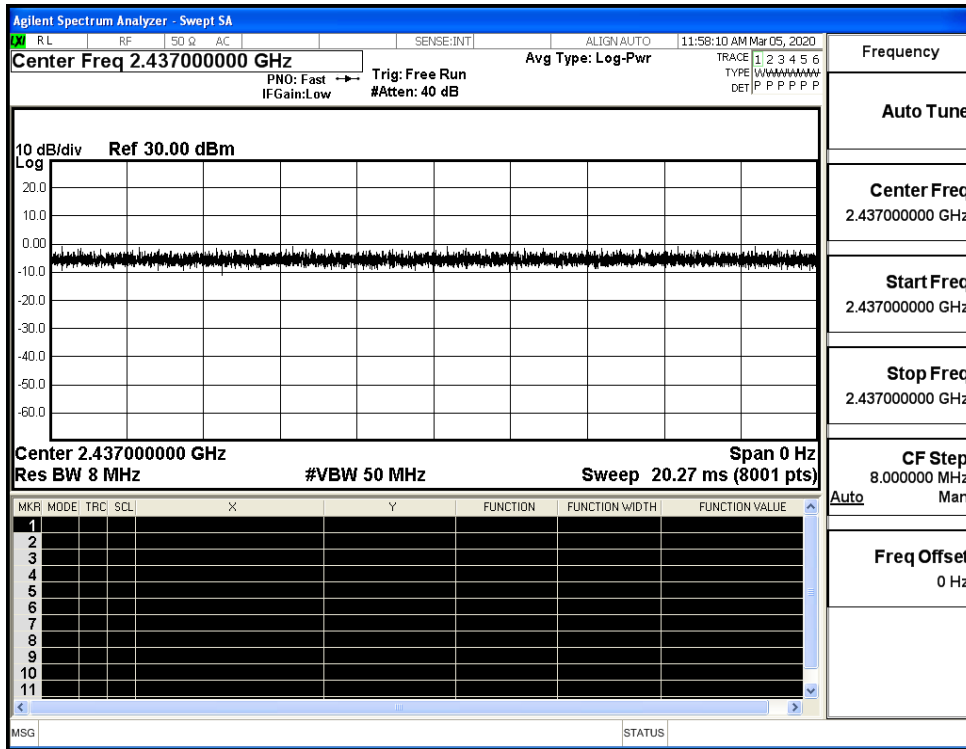 Agilent Spectrum Analyzer - Swept SA
LXI RL RF 50 Ω AC SENSE:INT ALIGN AUTO 11:58:10 AM Mar 05, 2020
Center Freq 2.437000000 GHz
Avg Type: Log-Pwr
TRACE 1 2 3 4 5 6
TYPE
DET P P P P P P
PNO: Fast
IFGain:Low
Trig: Free Run
#Atten: 40 dB
10 dB/div Ref 30.00 dBm
Log
20.0
10.0
0.00
-10.0
-20.0
-30.0
-40.0
-50.0
-60.0
Center 2.437000000 GHz Span 0 Hz
Res BW 8 MHz #VBW 50 MHz Sweep 20.27 ms (8001 pts)
MKR MODE TRC SCL X Y FUNCTION FUNCTION WIDTH FUNCTION VALUE
1
2
3
4
5
6
7
8
9
10
11
MSG STATUS
Frequency
Auto Tune
Center Freq
2.437000000 GHz
Start Freq
2.437000000 GHz
Stop Freq
2.437000000 GHz
CF Step
8.000000 MHz
Auto Man
Freq Offset
0 Hz